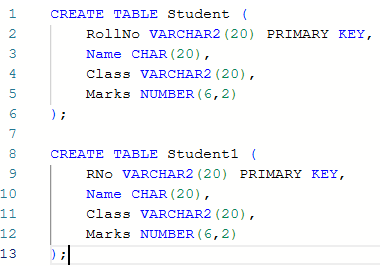 1 CREATE TABLE Student (
2 RollNo VARCHAR2(20) PRIMARY KEY,
3 Name CHAR(20),
4 Class VARCHAR2(20),
5 Marks NUMBER(6,2)
6 );
7
8 CREATE TABLE Student1 (
9 RNo VARCHAR2(20) PRIMARY KEY,
10 Name CHAR(20),
11 Class VARCHAR2(20),
12 Marks NUMBER(6,2)
13 );